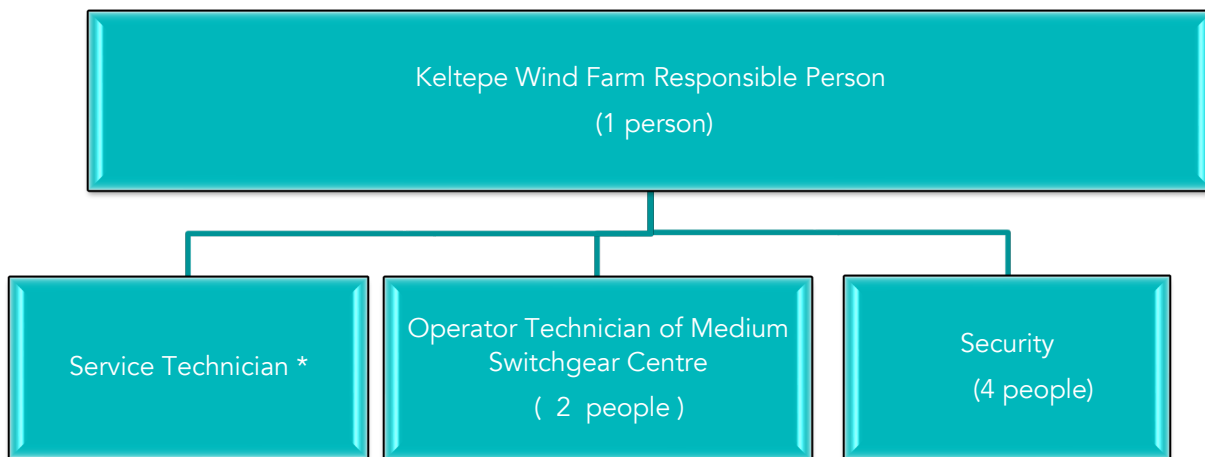 Keltepe Wind Farm Responsible Person
(1 person)
Service Technician *
Operator Technician of Medium
Switchgear Centre
( 2 people )
Security
(4 people)